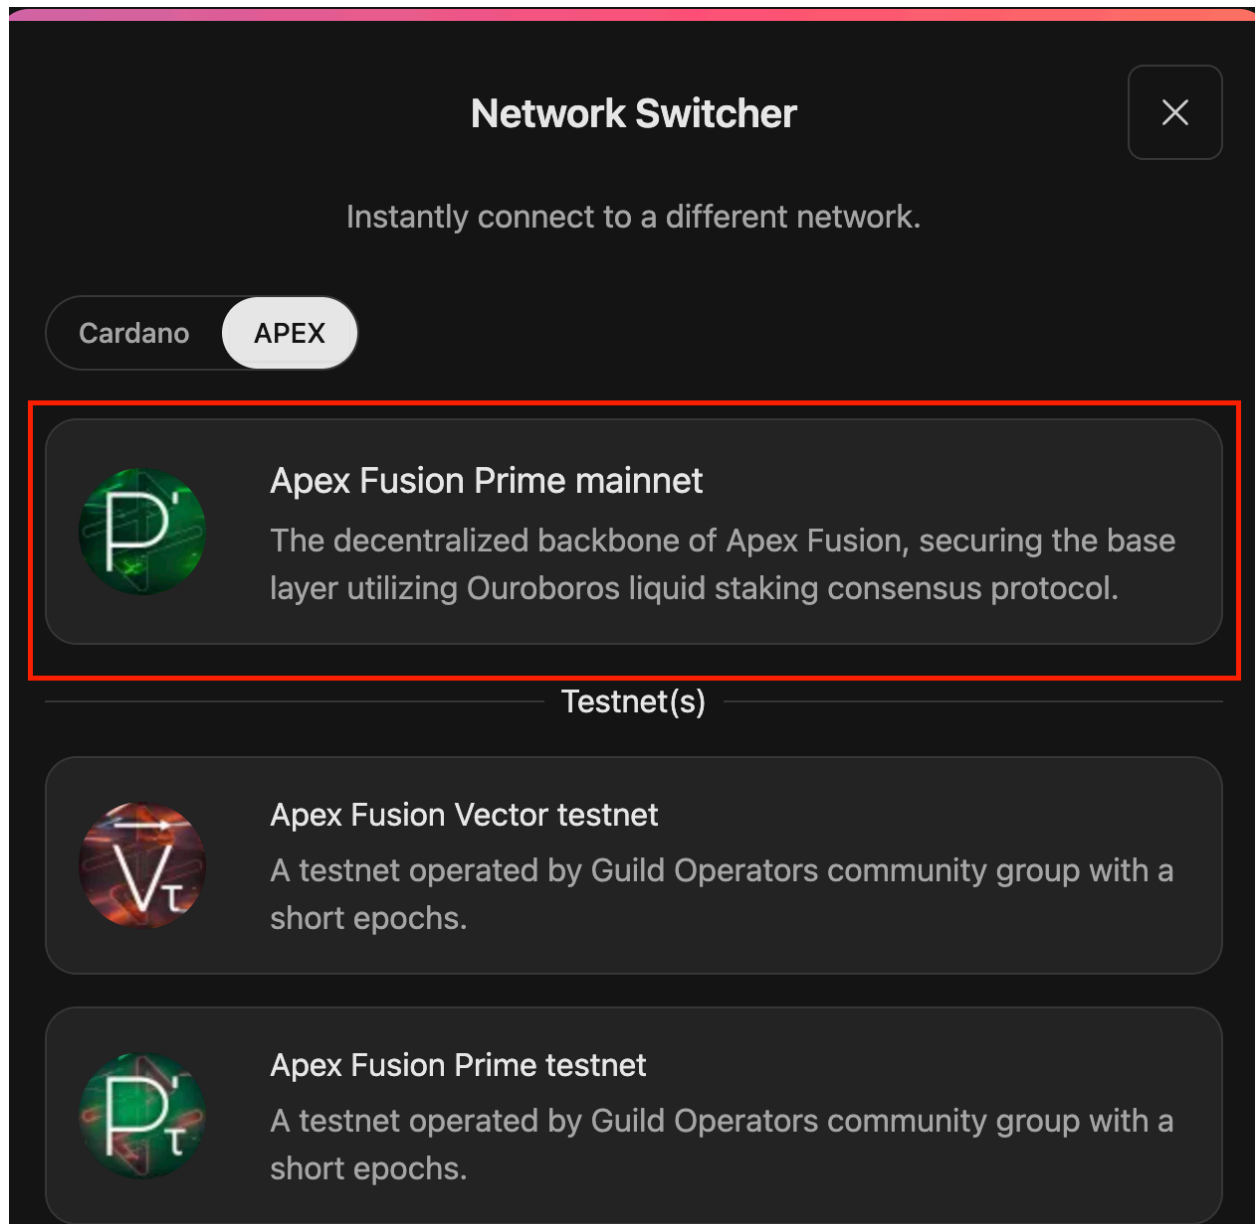 Network Switcher
Instantly connect to a different network.
Cardano
APEX
P'
Apex Fusion Prime mainnet
The decentralized backbone of Apex Fusion, securing the base
layer utilizing Ouroboros liquid staking consensus protocol.
Testnet(s)
Vτ
Apex Fusion Vector testnet
A testnet operated by Guild Operators community group with a
short epochs.
P'τ
Apex Fusion Prime testnet
A testnet operated by Guild Operators community group with a
short epochs.